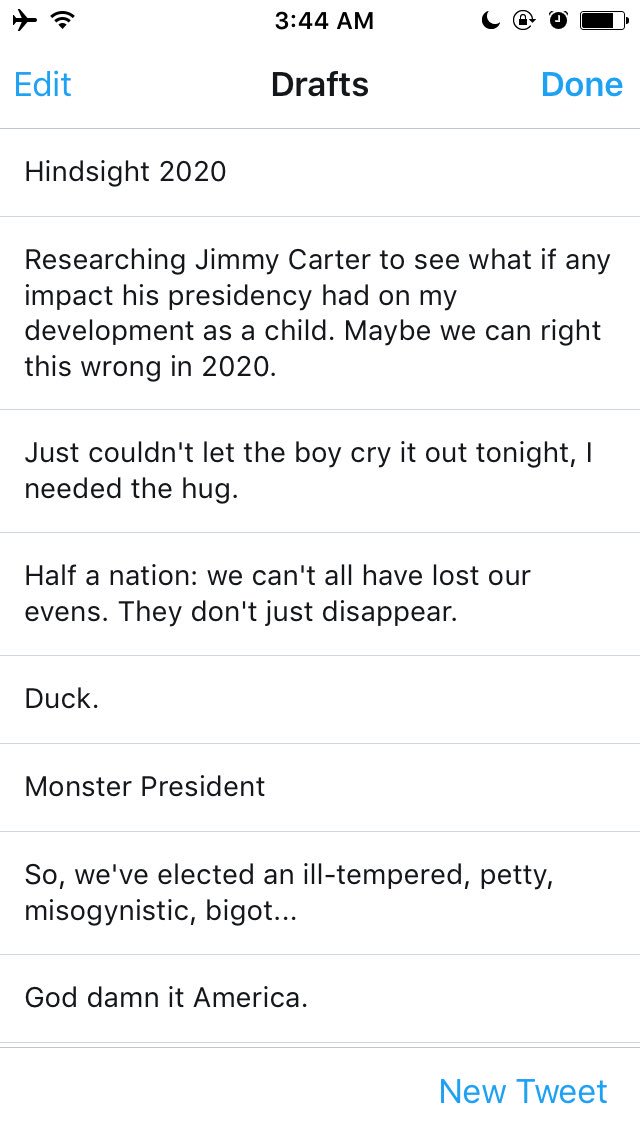 3:44 AM
Edit Drafts Done
Hindsight 2020
Researching Jimmy Carter to see what if any
impact his presidency had on my
development as a child. Maybe we can right
this wrong in 2020.
Just couldn't let the boy cry it out tonight, I
needed the hug.
Half a nation: we can't all have lost our
evens. They don't just disappear.
Duck.
Monster President
So, we've elected an ill-tempered, petty,
misogynistic, bigot...
God damn it America.
New Tweet